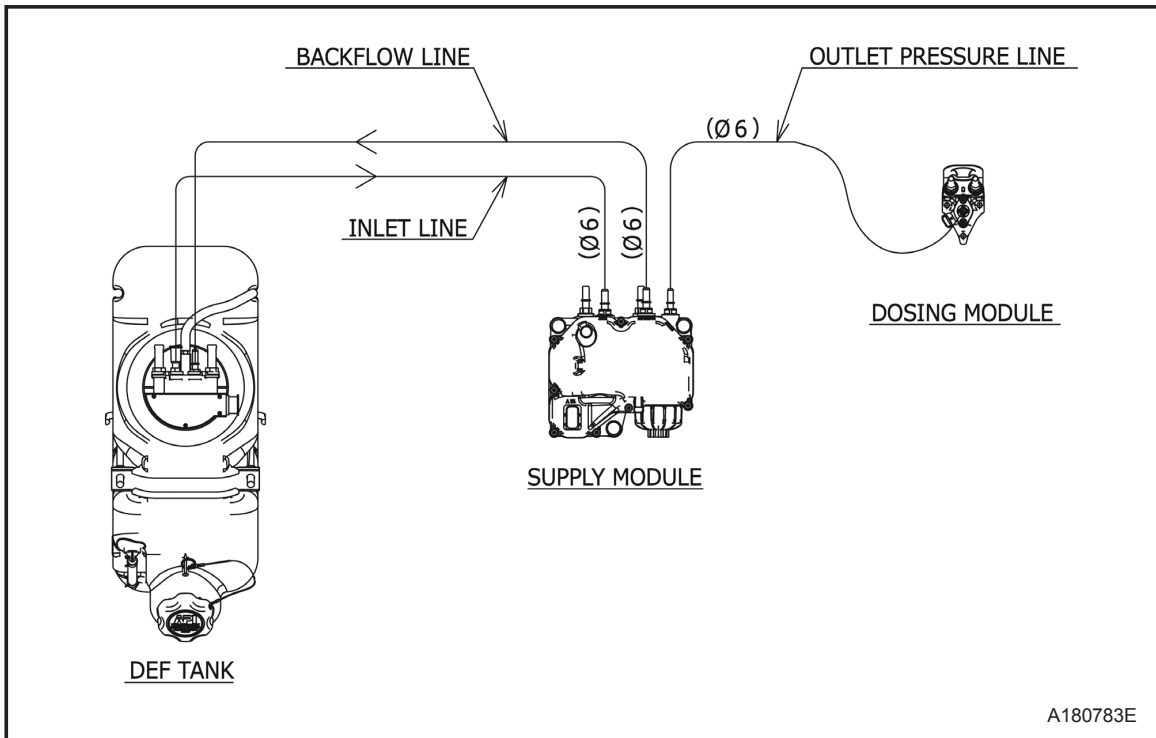 BACKFLOW LINE
OUTLET PRESSURE LINE
(Ø6)
INLET LINE
(Ø6)
(Ø6)
DOSING MODULE
SUPPLY MODULE
DEF TANK
A180783E